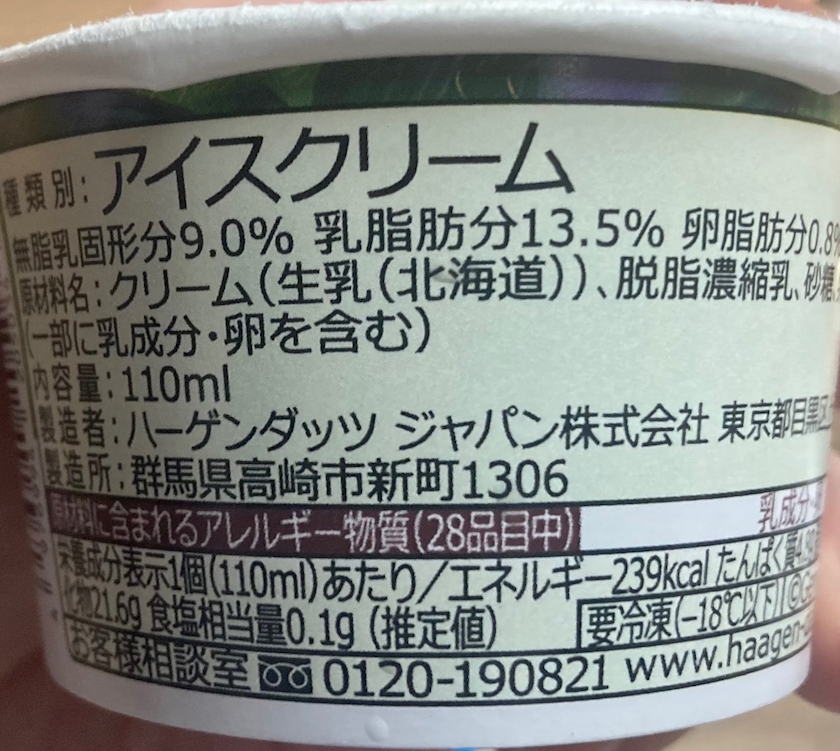 種類別:アイスクリーム
無脂乳固形分9.0% 乳脂肪分13.5% 卵脂肪分0.8%
原材料名:クリーム(生乳(北海道))、脱脂濃縮乳、砂糖
(一部に乳成分・卵を含む)
内容量:110ml
製造者:ハーゲンダッツ ジャパン株式会社 東京都目黒区
製造所:群馬県高崎市新町1306
原材料に含まれるアレルギー物質(28品目中) 乳成分・
栄養成分表示1個(110ml)あたり/エネルギー239kcal たんぱく質
化物21.6g 食塩相当量0.1g (推定値) 要冷凍(−18℃以下)
お客様相談室 0120-190821 www.haagen-